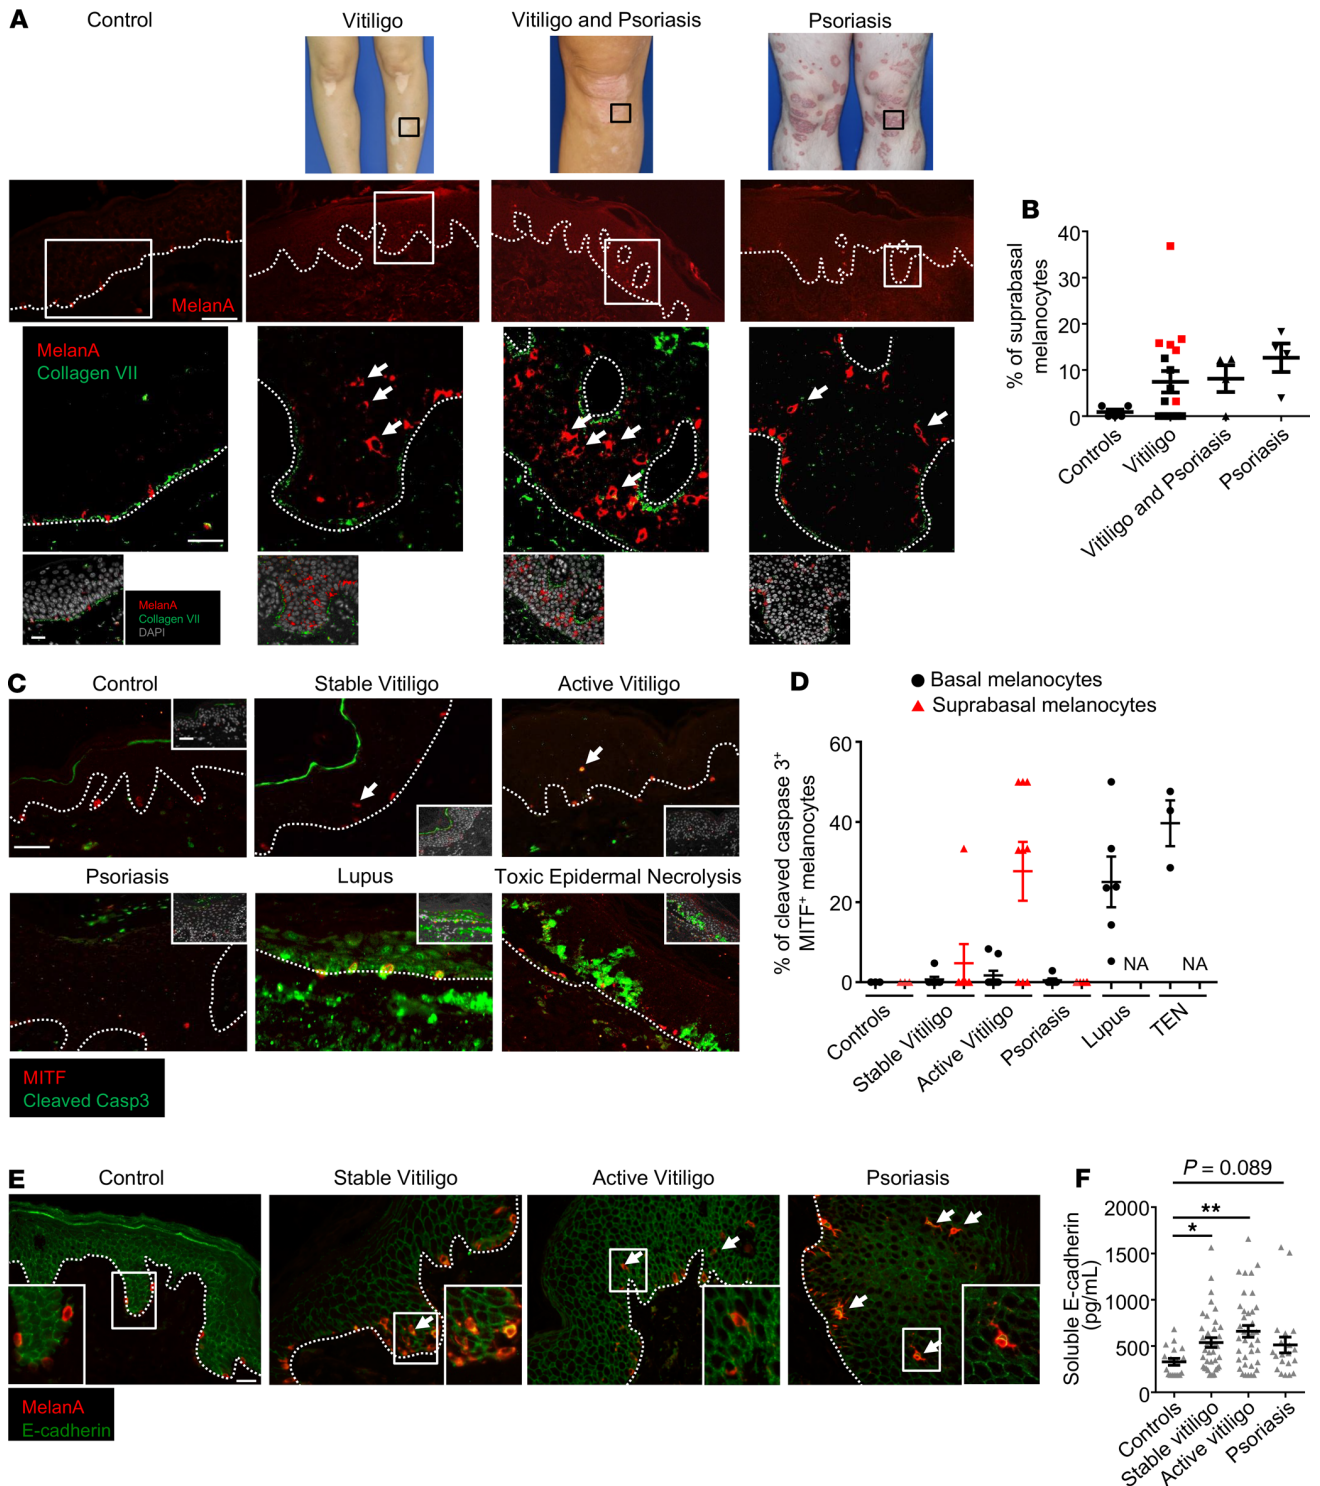 A
Control
Vitiligo
Vitiligo and Psoriasis
Psoriasis
MelanA
MelanA
Collagen VII
MelanA
Collagen VII
DAPI
B
% of suprabasal
melanocytes
40
30
20
10
0
Controls
Vitiligo
Vitiligo and Psoriasis
Psoriasis
C
Control
Stable Vitiligo
Active Vitiligo
Psoriasis
Lupus
Toxic Epidermal Necrolysis
MITF
Cleaved Casp3
D
Basal melanocytes
Suprabasal melanocytes
% of cleaved caspase 3+
MITF+ melanocytes
60
40
20
0
NA
NA
Controls
Stable Vitiligo
Active Vitiligo
Psoriasis
Lupus
TEN
E
Control
Stable Vitiligo
Active Vitiligo
Psoriasis
MelanA
E-cadherin
F
P = 0.089
**
*
Soluble E-cadherin
(pg/mL)
2000
1500
1000
500
0
Controls
Stable vitiligo
Active vitiligo
Psoriasis